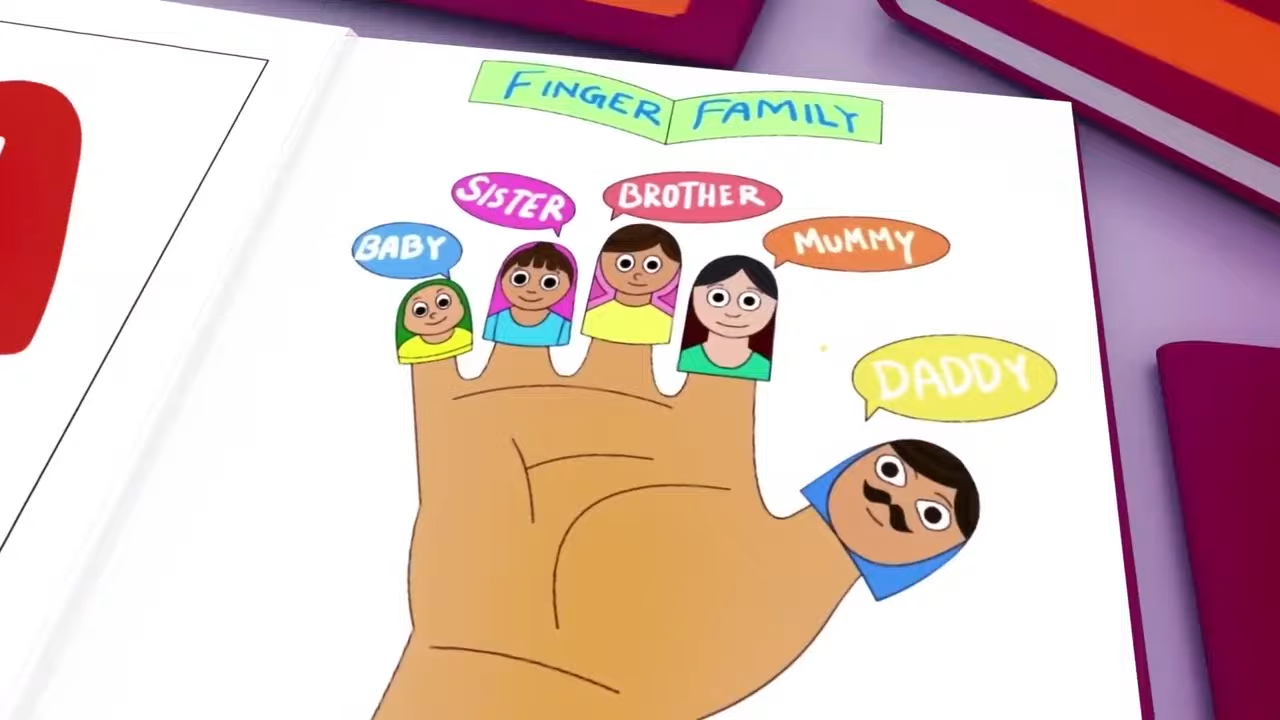 FINGER FAMILY
BABY
SISTER
BROTHER
MUMMY
DADDY